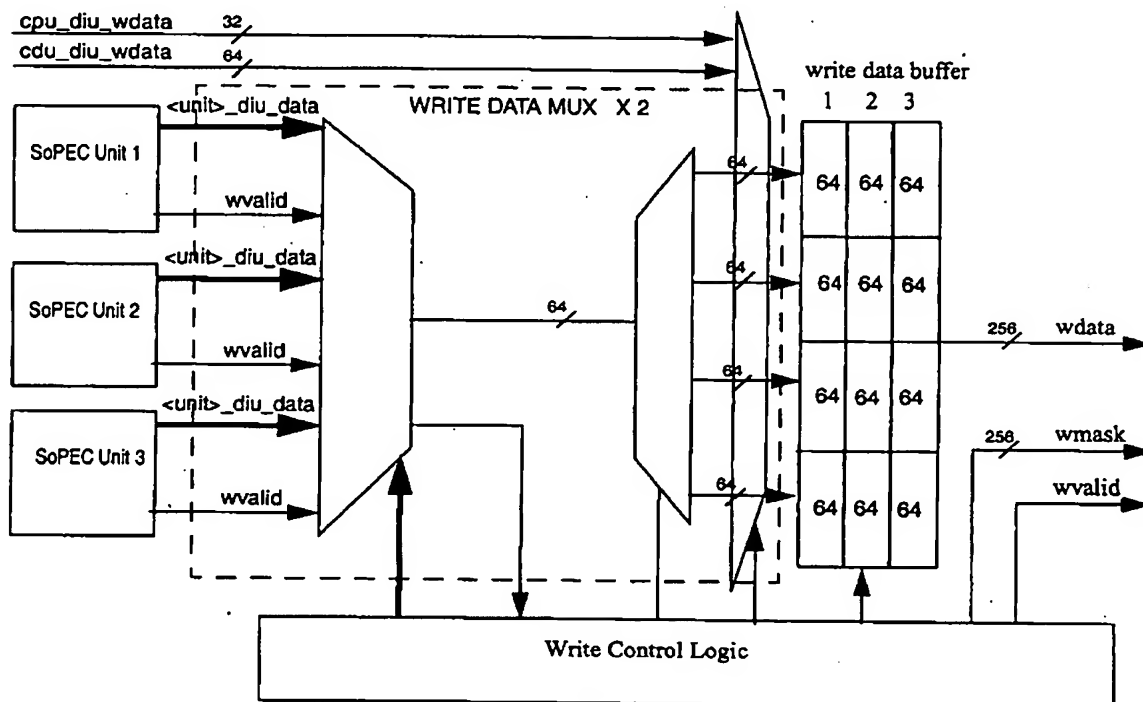 cpu_diu_wdata 32
cdu_diu_wdata 64
write data buffer
1 2 3
<unit>_diu_data
WRITE DATA MUX X 2
SoPEC Unit 1
wvalid
<unit>_diu_data
SoPEC Unit 2
wvalid
<unit>_diu_data
SoPEC Unit 3
wvalid
64
64
64
64
64
64 64 64
64 64 64
64 64 64
64 64 64
256 wdata
256 wmask
wvalid
Write Control Logic